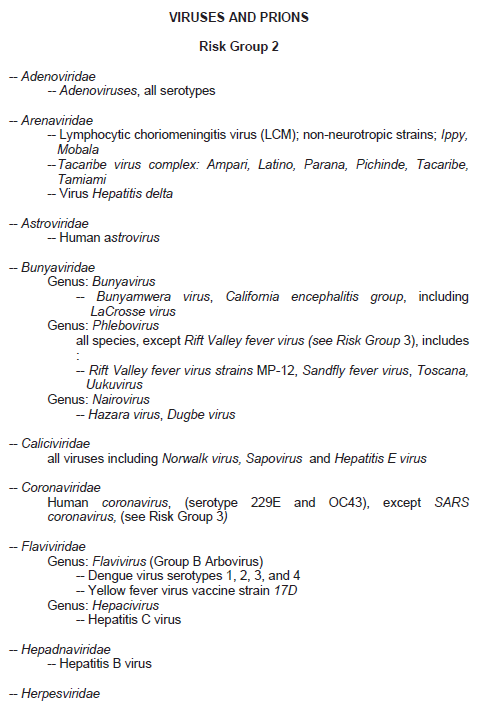 VIRUSES AND PRIONS
Risk Group 2
-- Adenoviridae
-- Adenoviruses, all serotypes
-- Arenaviridae
-- Lymphocytic choriomeningitis virus (LCM); non-neurotropic strains; Ippy,
Mobala
-- Tacaribe virus complex: Ampari, Latino, Parana, Pichinde, Tacaribe,
Tamiami
-- Virus Hepatitis delta
-- Astroviridae
-- Human astrovirus
-- Bunyaviridae
Genus: Bunyavirus
-- Bunyamwera virus, California encephalitis group, including
LaCrosse virus
Genus: Phlebovirus
all species, except Rift Valley fever virus (see Risk Group 3), includes
:
-- Rift Valley fever virus strains MP-12, Sandfly fever virus, Toscana,
Uukuvirus
Genus: Nairovirus
-- Hazara virus, Dugbe virus
-- Caliciviridae
all viruses including Norwalk virus, Sapovirus and Hepatitis E virus
-- Coronaviridae
Human coronavirus, (serotype 229E and OC43), except SARS
coronavirus, (see Risk Group 3)
-- Flaviviridae
Genus: Flavivirus (Group B Arbovirus)
-- Dengue virus serotypes 1, 2, 3, and 4
-- Yellow fever virus vaccine strain 17D
Genus: Hepacivirus
-- Hepatitis C virus
-- Hepadnaviridae
-- Hepatitis B virus
-- Herpesviridae